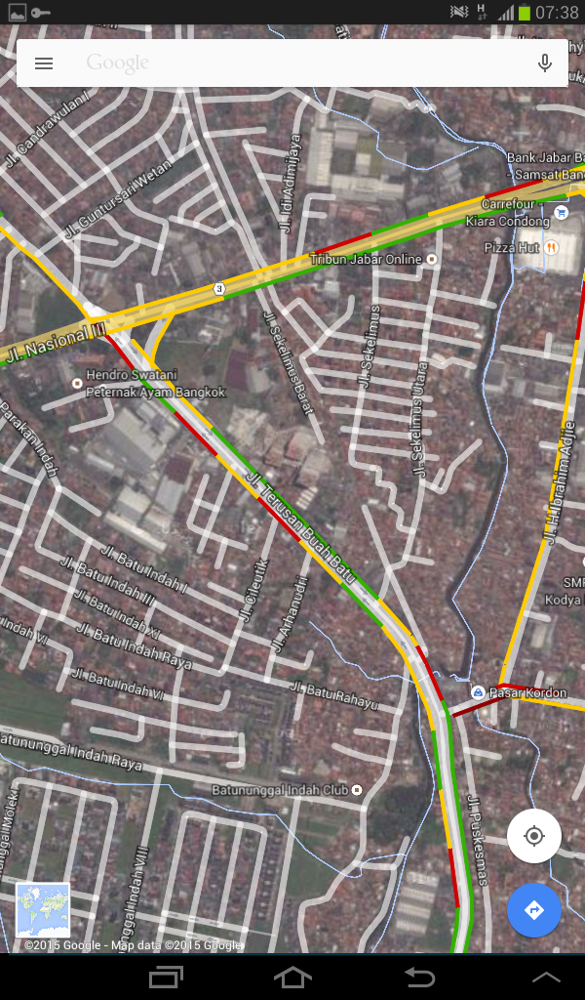 H
07:38
Google
Jl. Candrawulan I
Jl. Guntursari Wetan
Jl. Idi Adimijaya
Bank Jabar Ba
- Samsat Ban
Carrefour
Kiara Condong
Pizza Hut
Tribun Jabar Online
3
Jl. Nasional III
Hendro Swatani
Peternak Ayam Bangkok
Jl. Sekelimus Barat
Jl. Sekelimus
Jl. Sekelimus Utara
Parakan Indah
Jl. H Ibrahim Adjie
Jl. Terusan Buah Batu
Jl. Batu Indah I
Jl. Batu Indah III
Jl. Batu Indah XI
Jl. Batu Indah Raya
Indah VI
Jl. Cileutik
Jl. Arhanudri
SMP
Kodya
Jl. Batu Indah VI
Jl. Batu Rahayu
Pasar Kordon
Batununggal Indah Raya
Batununggal Indah Club
Jl. Puskesmas
nggal Moleki
nggal Indah VIII
©2015 Google - Map data ©2015 Google